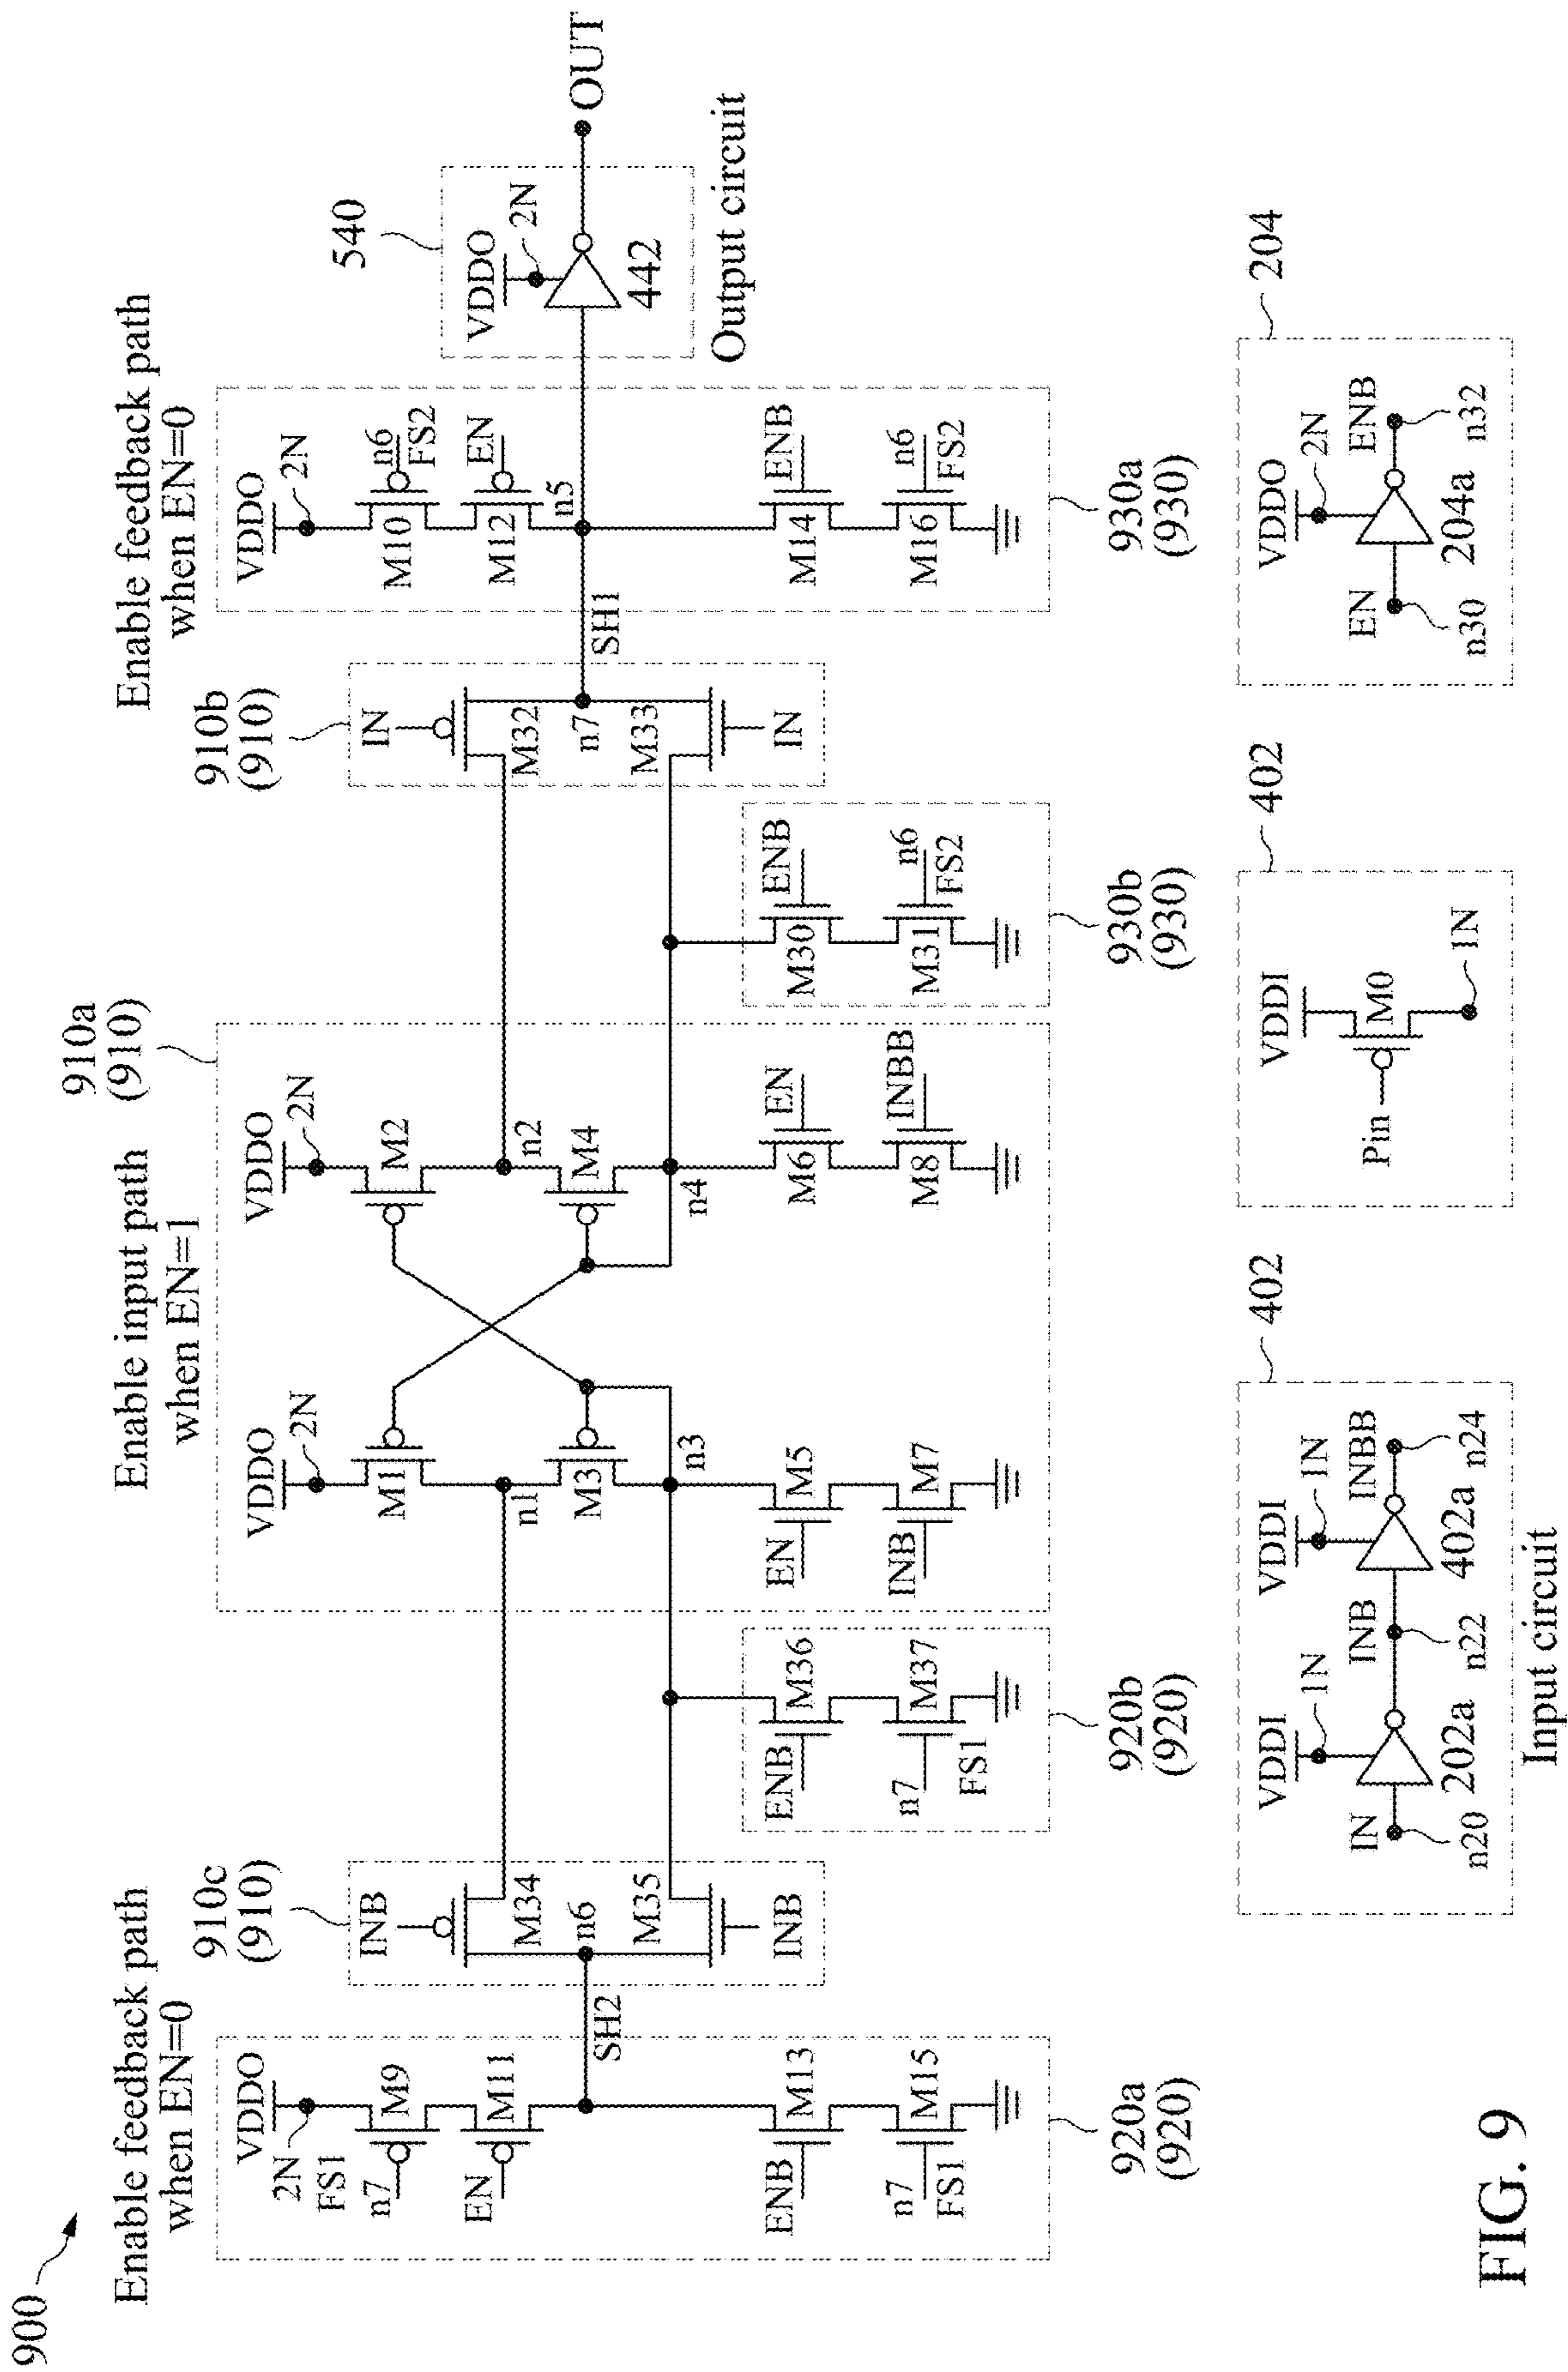 900
Enable feedback path
when EN=0
Enable input path
when EN=1
Enable feedback path
when EN=0
910c
(910)
910a
(910)
910b
(910)
540
VDDO
2N
FS1
n7
M9
EN
M11
SH2
ENB
M13
n7
FS1
M15
920a
(920)
INB
M34
n6
M35
INB
ENB
M36
n7
FS1
M37
920b
(920)
VDDO
2N
M1
n1
M3
n3
EN
M5
INB
M7
VDDO
2N
M2
n2
M4
n4
EN
M6
INBB
M8
ENB
M30
n6
FS2
M31
930b
(930)
IN
M32
n7
M33
IN
SH1
VDDO
2N
n6
FS2
M10
EN
M12
n5
ENB
M14
n6
FS2
M16
930a
(930)
VDDO
2N
442
OUT
Output circuit
402
VDDI
1N
VDDI
1N
IN
INB
INBB
n20
202a
n22
402a
n24
Input circuit
402
VDDI
Pin
M0
1N
204
VDDO
2N
EN
ENB
n30
204a
n32
FIG. 9